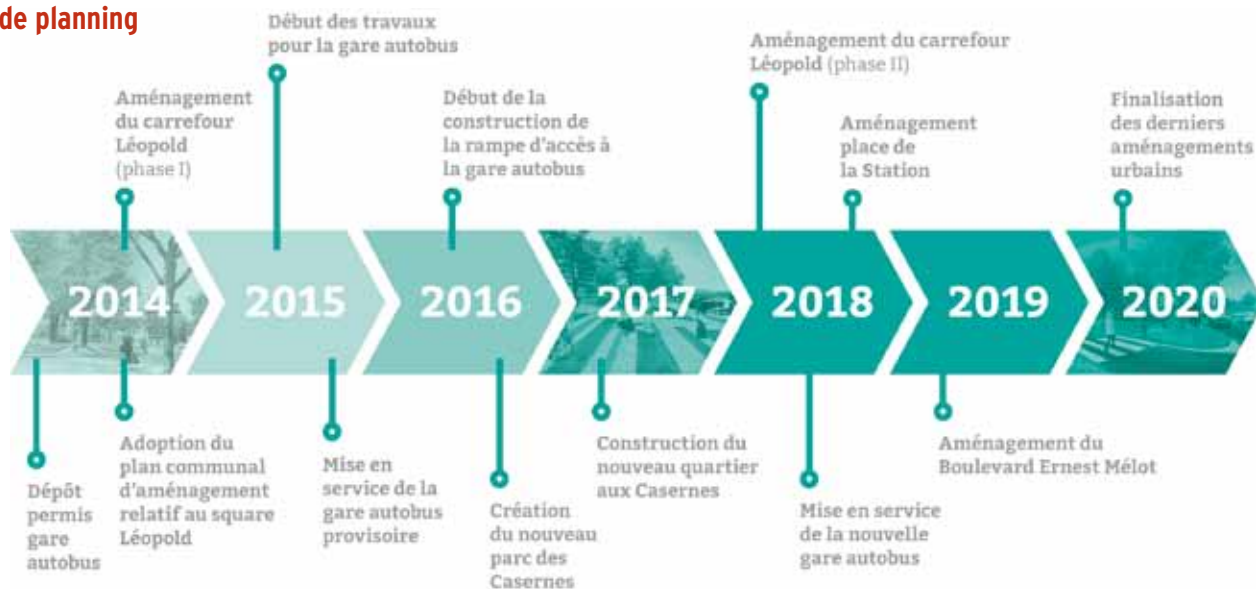 de planning
Début des travaux
pour la gare autobus
Aménagement
du carrefour
Léopold
(phase I)
Début de la
construction de
la rampe d'accès à
la gare autobus
Aménagement du carrefour
Léopold (phase II)
Aménagement
place de
la Station
Finalisation
des derniers
aménagements
urbains
2014
2015
2016
2017
2018
2019
2020
Dépôt
permis
gare
autobus
Adoption du
plan communal
d'aménagement
relatif au square
Léopold
Mise en
service de la
gare autobus
provisoire
Création
du nouveau
parc des
Casernes
Construction du
nouveau quartier
aux Casernes
Mise en service
de la nouvelle
gare autobus
Aménagement du
Boulevard Ernest Mélot